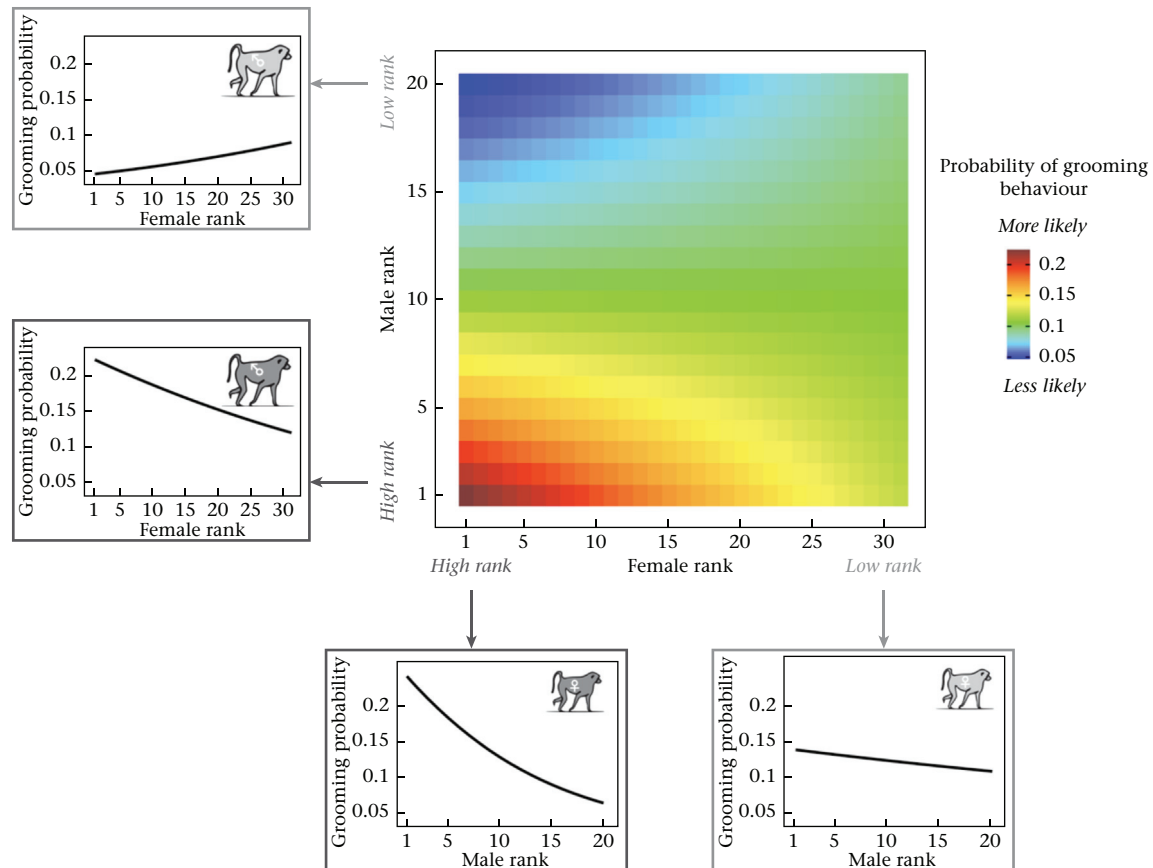 Grooming probability
0.2
0.15
0.1
0.05
1 5 10 15 20 25 30
Female rank
Grooming probability
0.2
0.15
0.1
0.05
1 5 10 15 20 25 30
Female rank
Low rank
Male rank
High rank
20
15
10
5
1
1 5 10 15 20 25 30
High rank Female rank Low rank
Probability of grooming
behaviour
More likely
0.2
0.15
0.1
0.05
Less likely
Grooming probability
0.2
0.15
0.1
0.05
1 5 10 15 20
Male rank
Grooming probability
0.2
0.15
0.1
0.05
1 5 10 15 20
Male rank